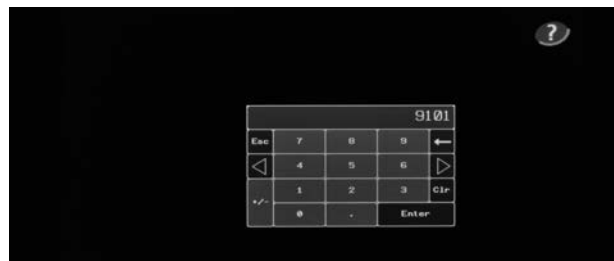 ?
9101
Esc 7 8 9 ←
◁ 4 5 6 ▷
+/- 1 2 3 Clr
0 . Enter